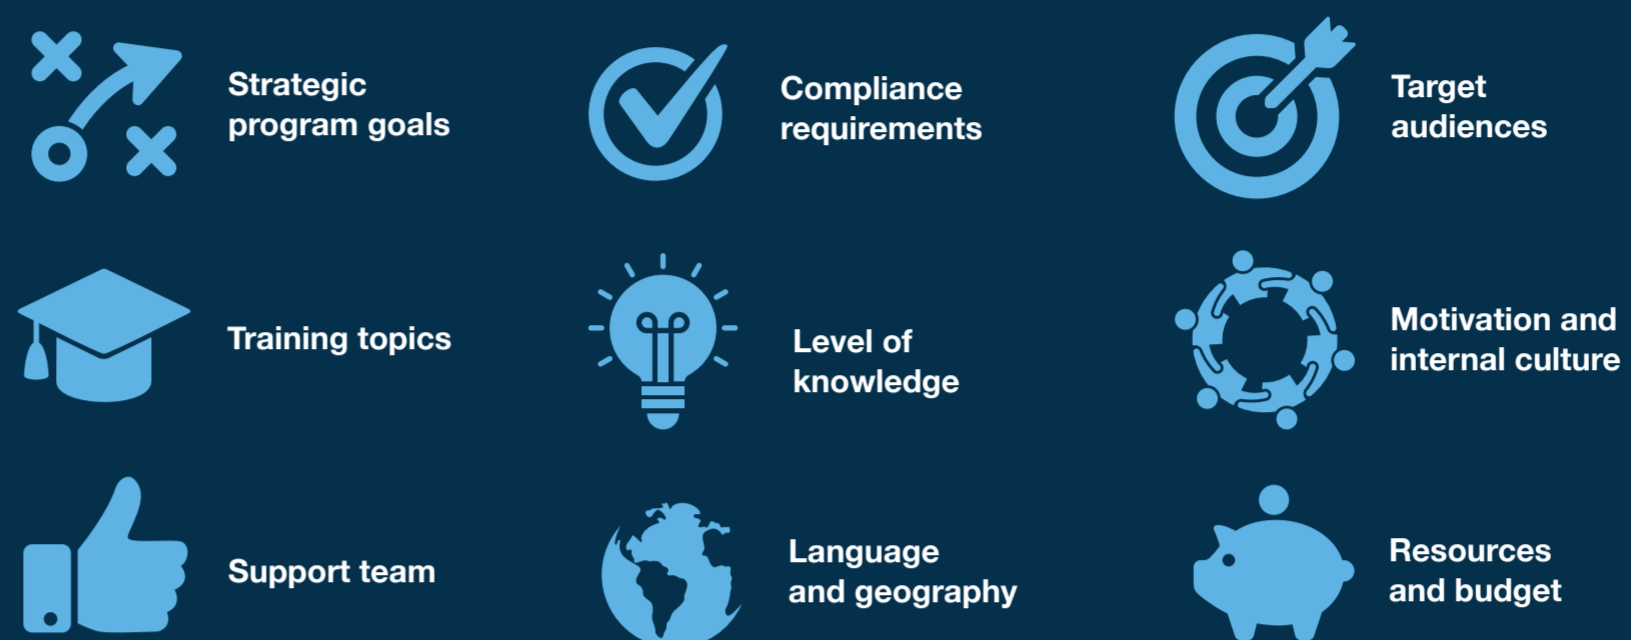 Strategic
program goals
Compliance
requirements
Target
audiences
Training topics
Level of
knowledge
Motivation and
internal culture
Support team
Language
and geography
Resources
and budget